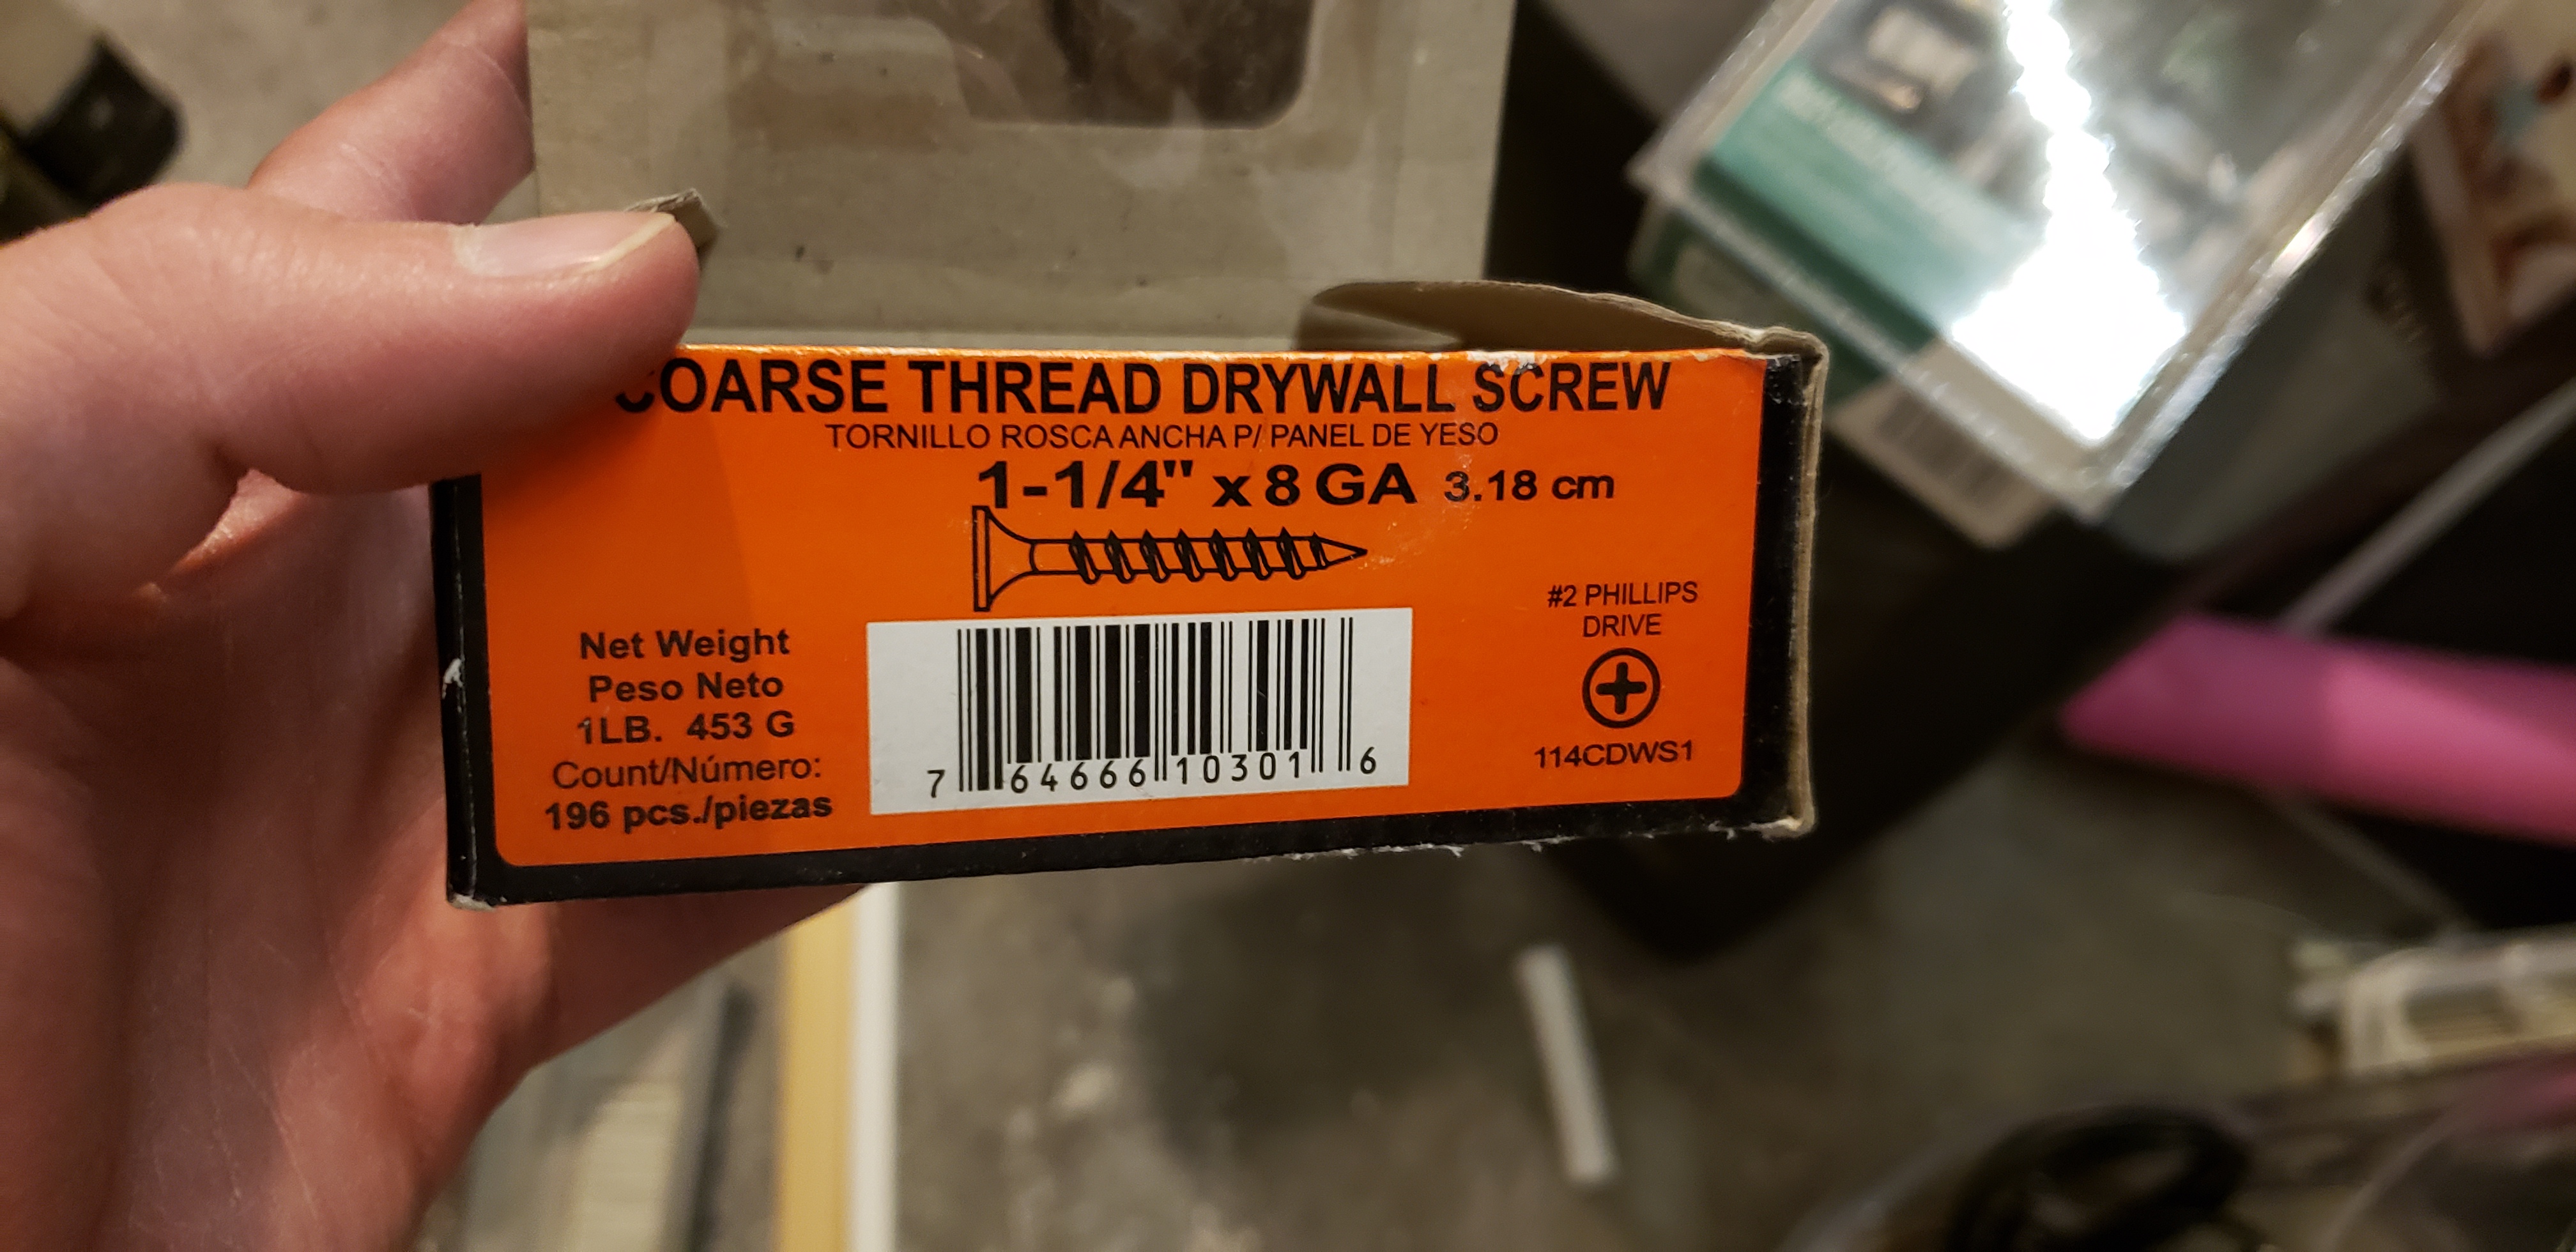 COARSE THREAD DRYWALL SCREW
TORNILLO ROSCA ANCHA P/ PANEL DE YESO
1-1/4" x 8 GA 3.18 cm
#2 PHILLIPS
DRIVE
114CDWS1
Net Weight
Peso Neto
1LB. 453 G
Count/Número:
196 pcs./piezas
7 64666 10301 6